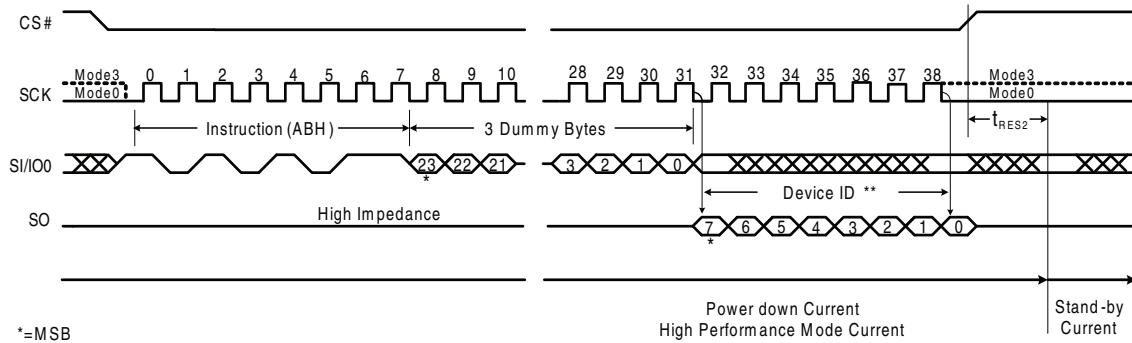 CS#
Mode3
0 1 2 3 4 5 6 7 8 9 10 28 29 30 31 32 33 34 35 36 37 38
Mode3
SCK
Mode0
Mode0
Instruction (ABH)
3 Dummy Bytes
tRES2
SI/IO0
23 22 21 3 2 1 0
*
Device ID **
High Impedance
SO
7 6 5 4 3 2 1 0
*
Power down Current
High Performance Mode Current
Stand-by
Current
*=MSB